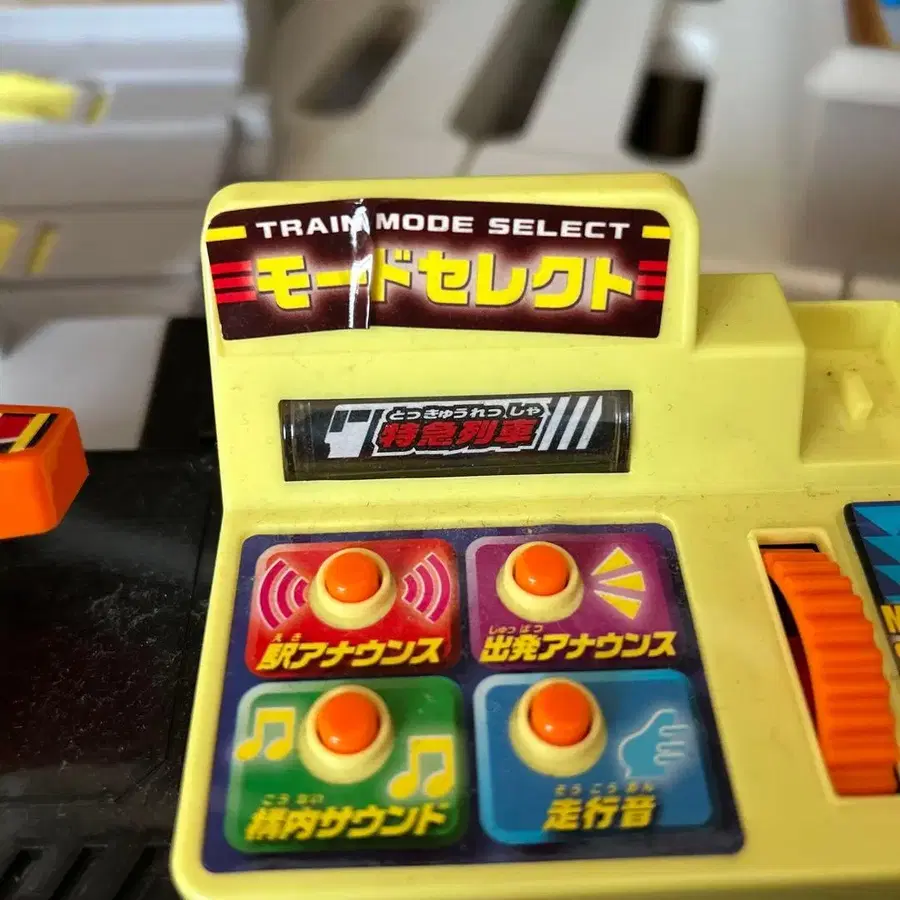 TRAIN MODE SELECT
モードセレクト
とっきゅうれっしゃ
特急列車
えき
駅アナウンス
しゅっぱつ
出発アナウンス
こうない
構内サウンド
そうこうおん
走行音